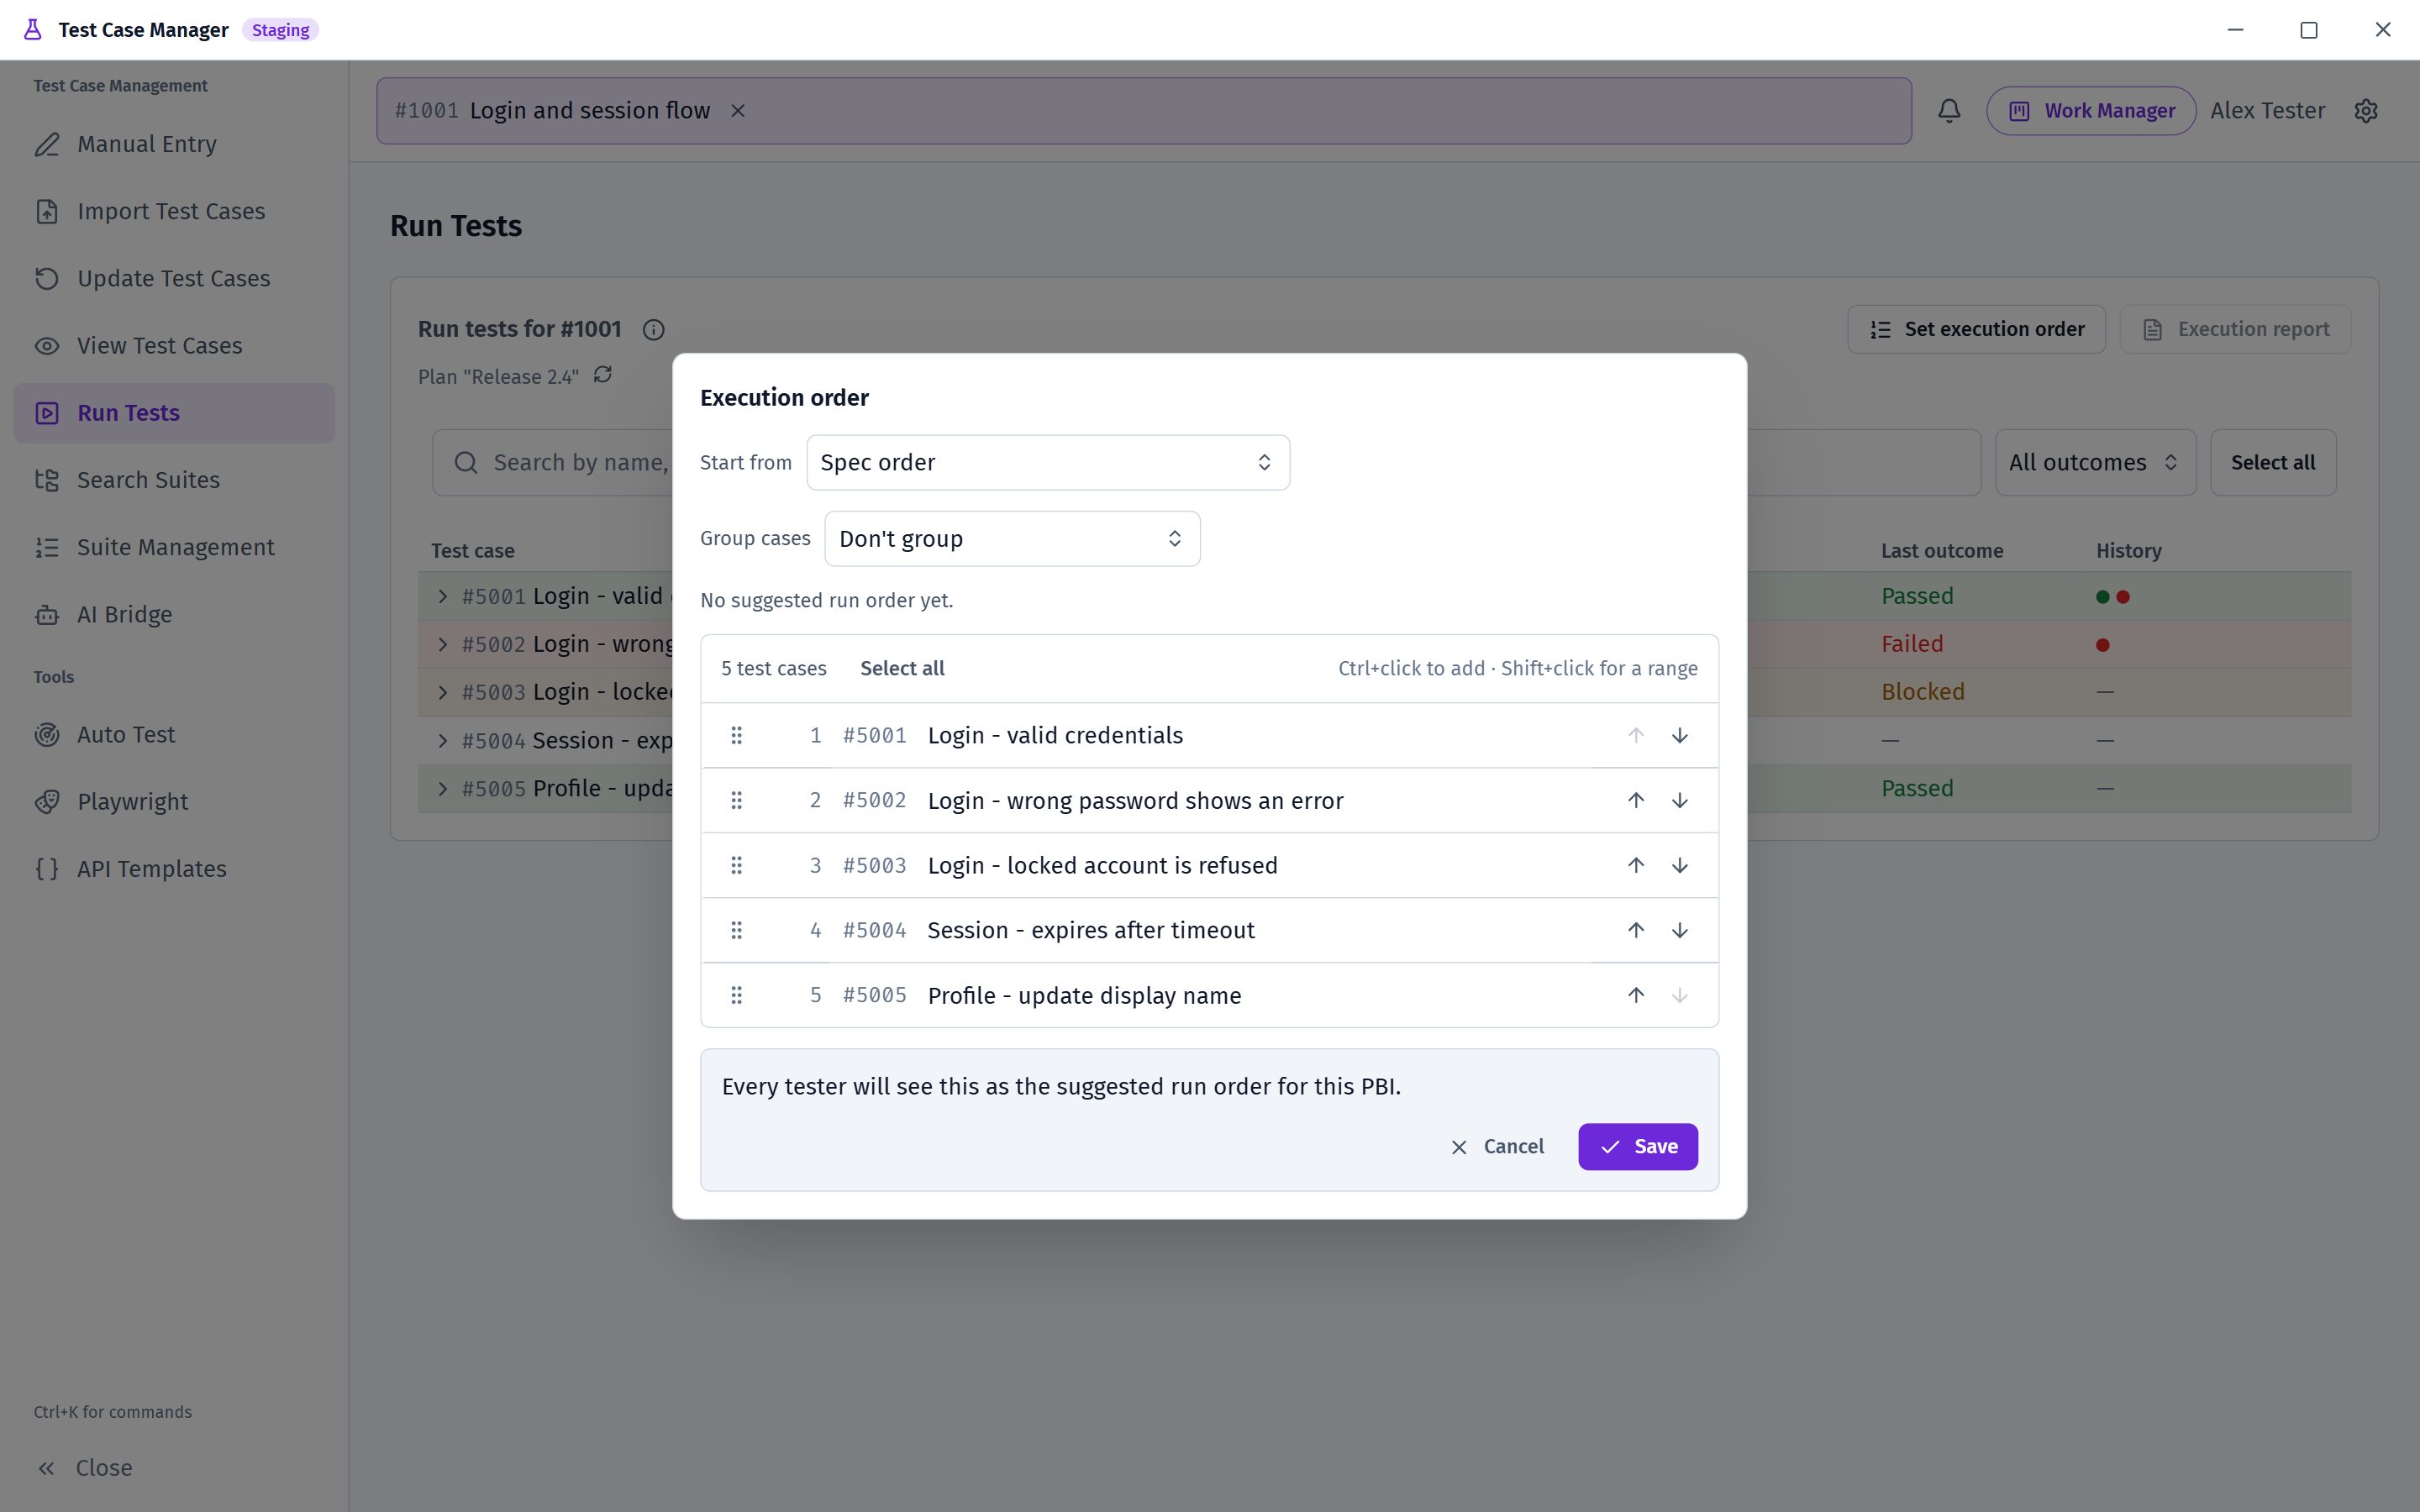 Test Case Manager Staging
Test Case Management
Manual Entry
Import Test Cases
Update Test Cases
View Test Cases
Run Tests
Search Suites
Suite Management
AI Bridge
Tools
Auto Test
Playwright
API Templates
Ctrl+K for commands
Close
#1001 Login and session flow
Work Manager
Alex Tester
Run Tests
Run tests for #1001
Set execution order
Execution report
Plan "Release 2.4"
Search by name,
All outcomes
Select all
Test case
Last outcome
History
#5001 Login - valid
Passed
#5002 Login - wrong
Failed
#5003 Login - locke
Blocked
—
#5004 Session - exp
—
—
#5005 Profile - upda
Passed
—
Execution order
Start from Spec order
Group cases Don't group
No suggested run order yet.
5 test cases Select all Ctrl+click to add · Shift+click for a range
1 #5001 Login - valid credentials
2 #5002 Login - wrong password shows an error
3 #5003 Login - locked account is refused
4 #5004 Session - expires after timeout
5 #5005 Profile - update display name
Every tester will see this as the suggested run order for this PBI.
Cancel
Save